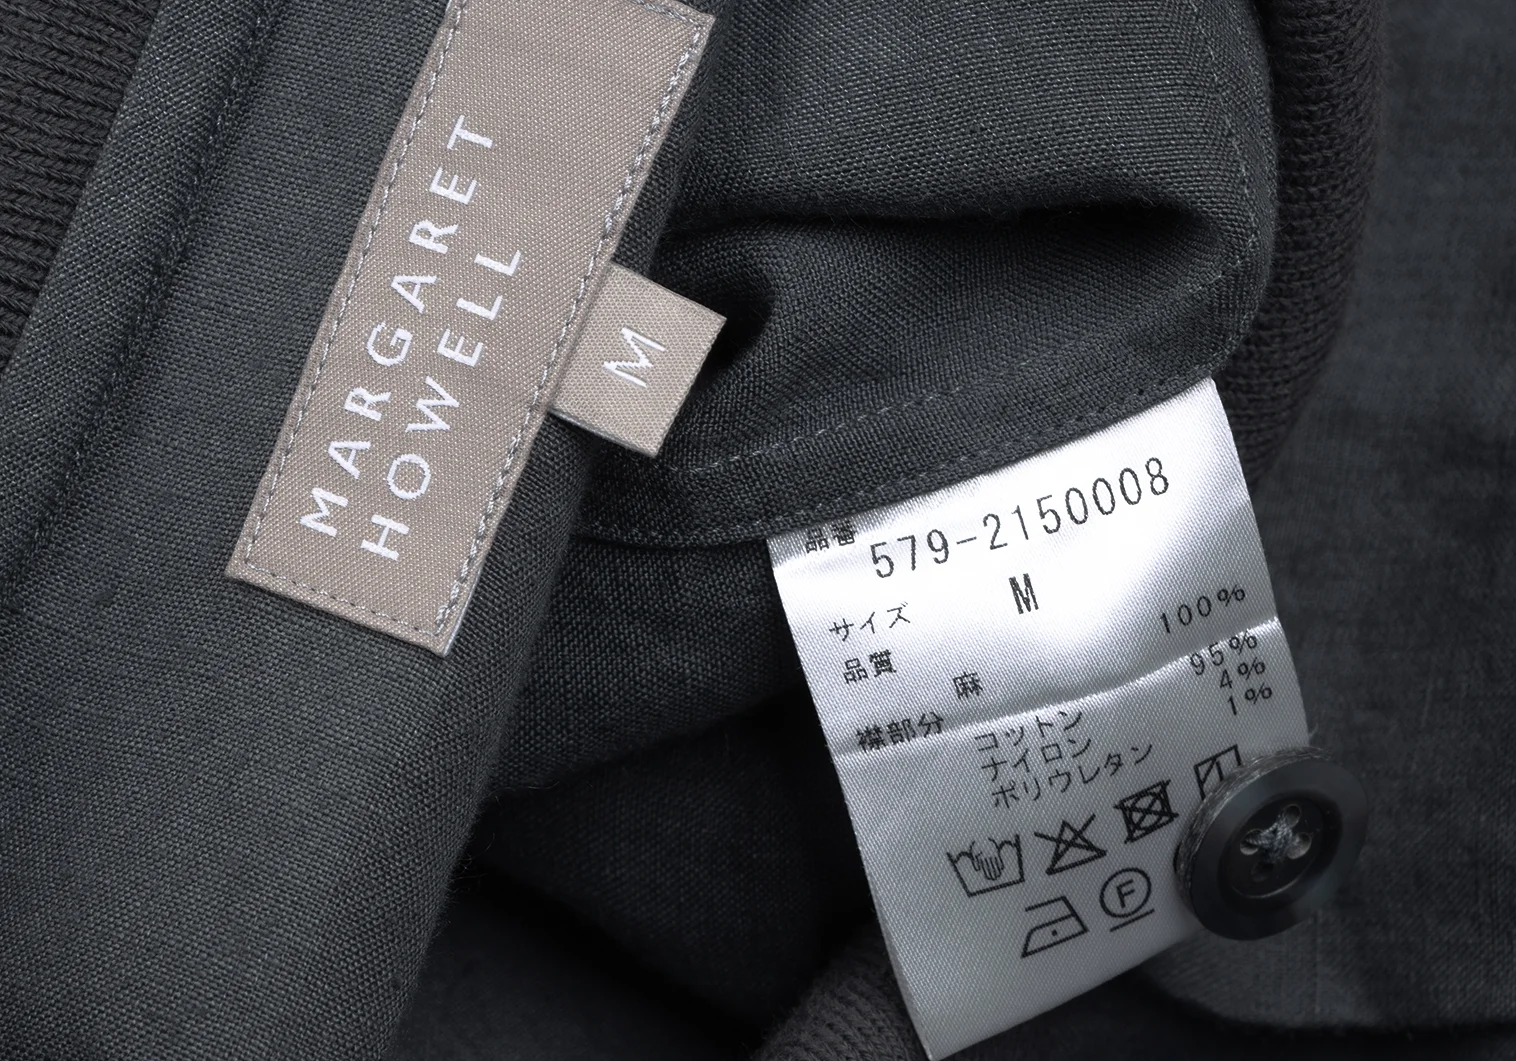 MARGARET
HOWELL
M
品番
579-2150008
サイズ
M
品質
麻 100%
襟部分
コットン 95%
ナイロン 4%
ポリウレタン 1%
F